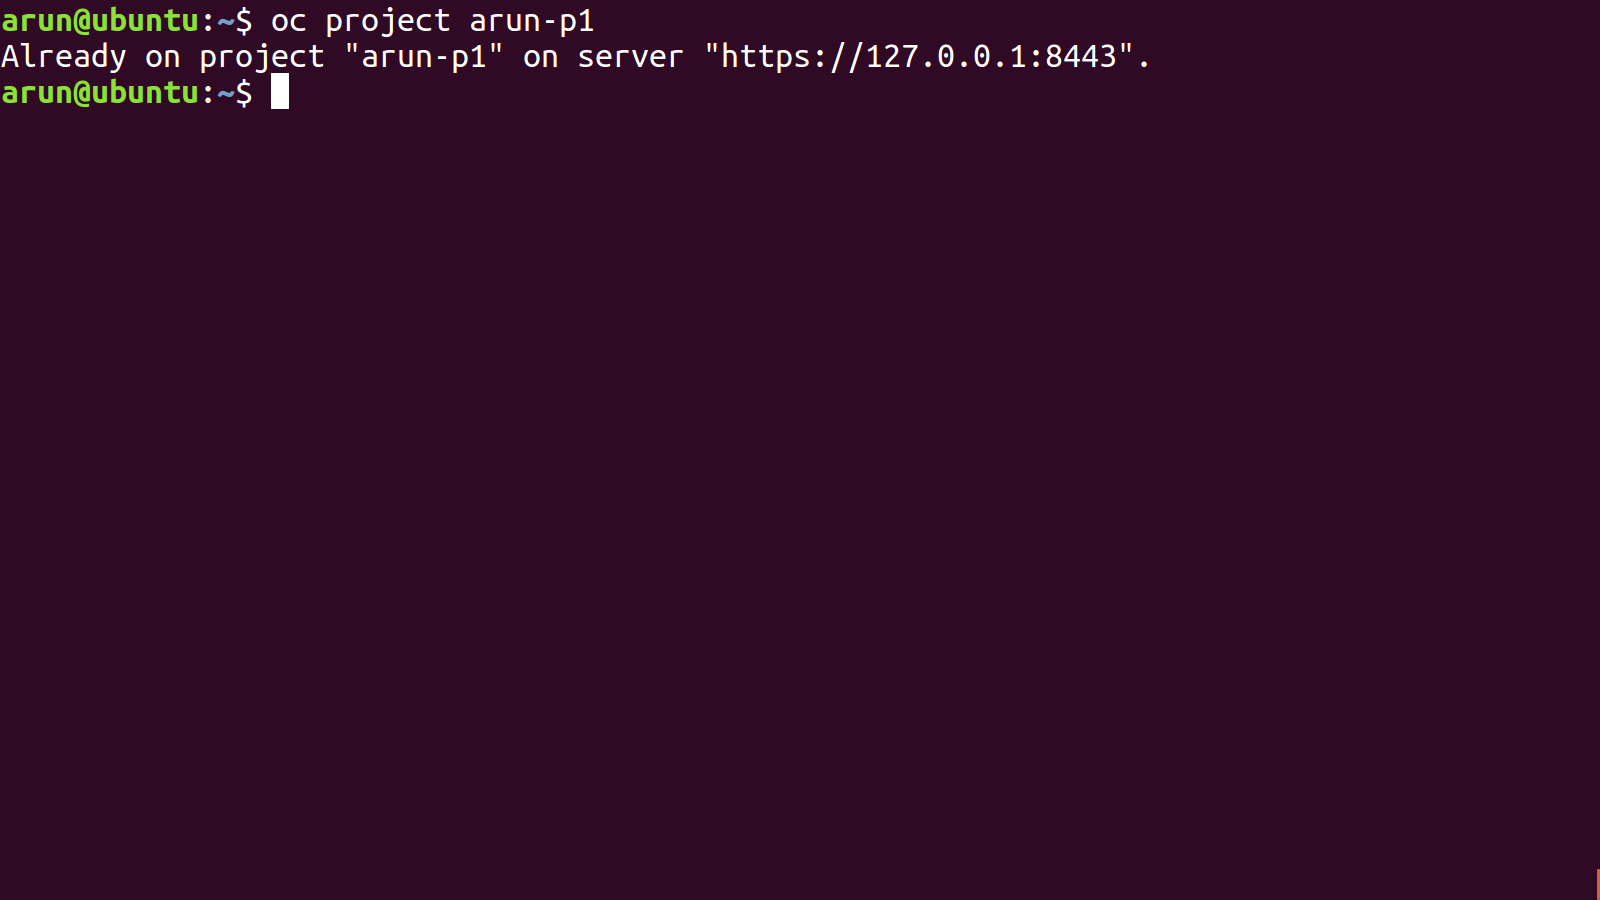 arun@ubuntu:~$ oc project arun-p1
Already on project "arun-p1" on server "https://127.0.0.1:8443".
arun@ubuntu:~$